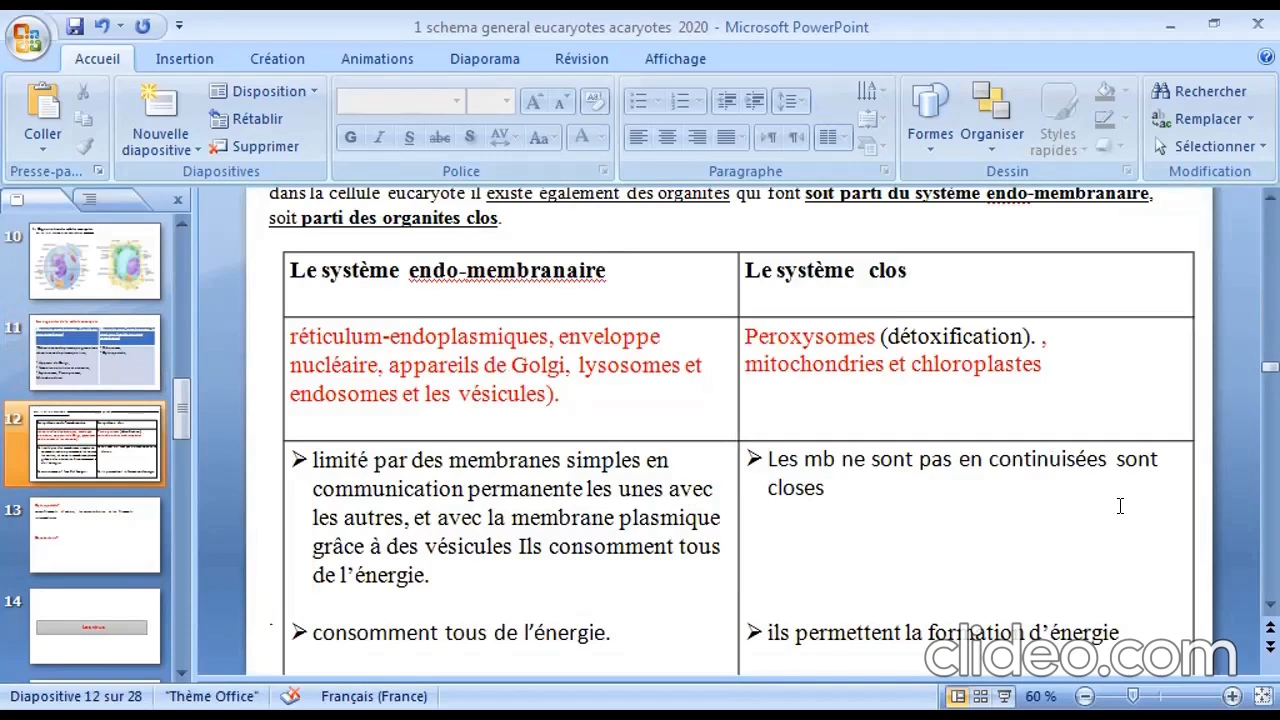 1 schema general eucaryotes acaryotes 2020 - Microsoft PowerPoint
Accueil Insertion Création Animations Diaporama Révision Affichage
Coller
Nouvelle diapositive
Disposition
Rétablir
Supprimer
G I S abc S AV Aa A
Formes
Organiser
Styles rapides
Rechercher
Remplacer
Sélectionner
Presse-pa... Diapositives Police Paragraphe Dessin Modification
10
11
12
13
14
dans la cellule eucaryote il existe également des organites qui font soit parti du système endo-membranaire,
soit parti des organites clos.
Le système endo-membranaire
Le système clos
réticulum-endoplasmiques, enveloppe
nucléaire, appareils de Golgi, lysosomes et
endosomes et les vésicules).
Peroxysomes (détoxification). ,
mitochondries et chloroplastes
limité par des membranes simples en
communication permanente les unes avec
les autres, et avec la membrane plasmique
grâce à des vésicules Ils consomment tous
de l'énergie.
Les mb ne sont pas en continuisées sont
closes
consomment tous de l'énergie.
ils permettent la formation d'énergie
clideo.com
Diapositive 12 sur 28 "Thème Office" Français (France) 60 %